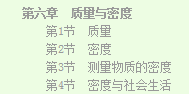 第六章　质量与密度
第1节　质量
第2节　密度
第3节　测量物质的密度
第4节　密度与社会生活